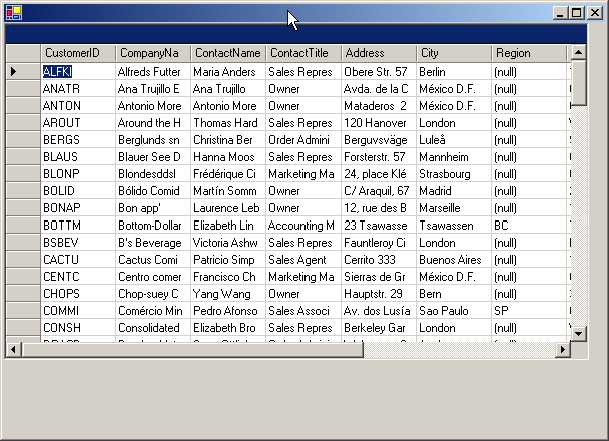 CustomerID CompanyNa ContactName ContactTitle Address City Region
ALFKI Alfreds Futter Maria Anders Sales Repres Obere Str. 57 Berlin (null)
ANATR Ana Trujillo E Ana Trujillo Owner Avda. de la C México D.F. (null)
ANTON Antonio More Antonio More Owner Mataderos 2 México D.F. (null)
AROUT Around the H Thomas Hard Sales Repres 120 Hanover London (null)
BERGS Berglunds sn Christina Ber Order Admini Berguvsväge Luleå (null)
BLAUS Blauer See D Hanna Moos Sales Repres Forsterstr. 57 Mannheim (null)
BLONP Blondesddsl Frédérique Ci Marketing Ma 24, place Klé Strasbourg (null)
BOLID Bólido Comid Martín Somm Owner C/ Araquil, 67 Madrid (null)
BONAP Bon app' Laurence Leb Owner 12, rue des B Marseille (null)
BOTTM Bottom-Dollar Elizabeth Lin Accounting M 23 Tsawasse Tsawassen BC
BSBEV B's Beverage Victoria Ashw Sales Repres Fauntleroy Ci London (null)
CACTU Cactus Comi Patricio Simp Sales Agent Cerrito 333 Buenos Aires (null)
CENTC Centro comer Francisco Ch Marketing Ma Sierras de Gr México D.F. (null)
CHOPS Chop-suey C Yang Wang Owner Hauptstr. 29 Bern (null)
COMMI Comércio Min Pedro Afonso Sales Associ Av. dos Lusía Sao Paulo SP
CONSH Consolidated Elizabeth Bro Sales Repres Berkeley Gar London (null)